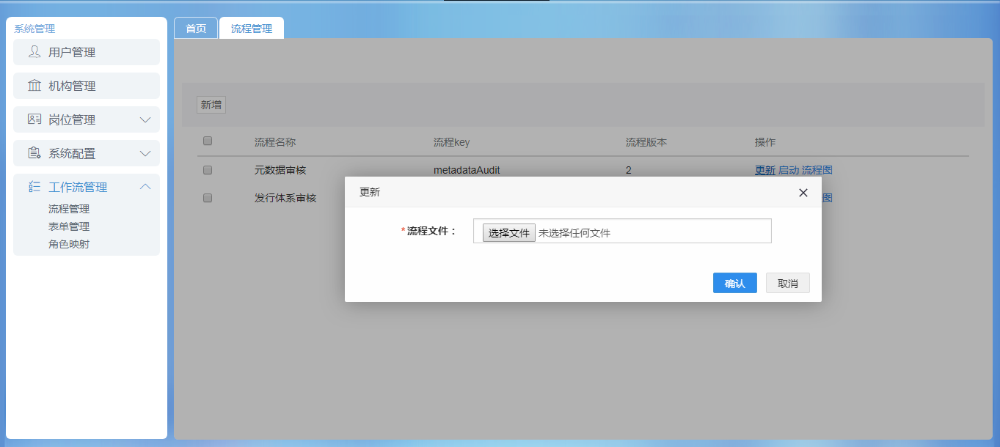 系统管理
用户管理
机构管理
岗位管理
系统配置
工作流管理
流程管理
表单管理
角色映射
首页
流程管理
新增
流程名称 流程key 流程版本 操作
元数据审核 metadataAudit 2 更新 启动 流程图
发行体系审核 图
更新
*流程文件：
选择文件 未选择任何文件
确认
取消